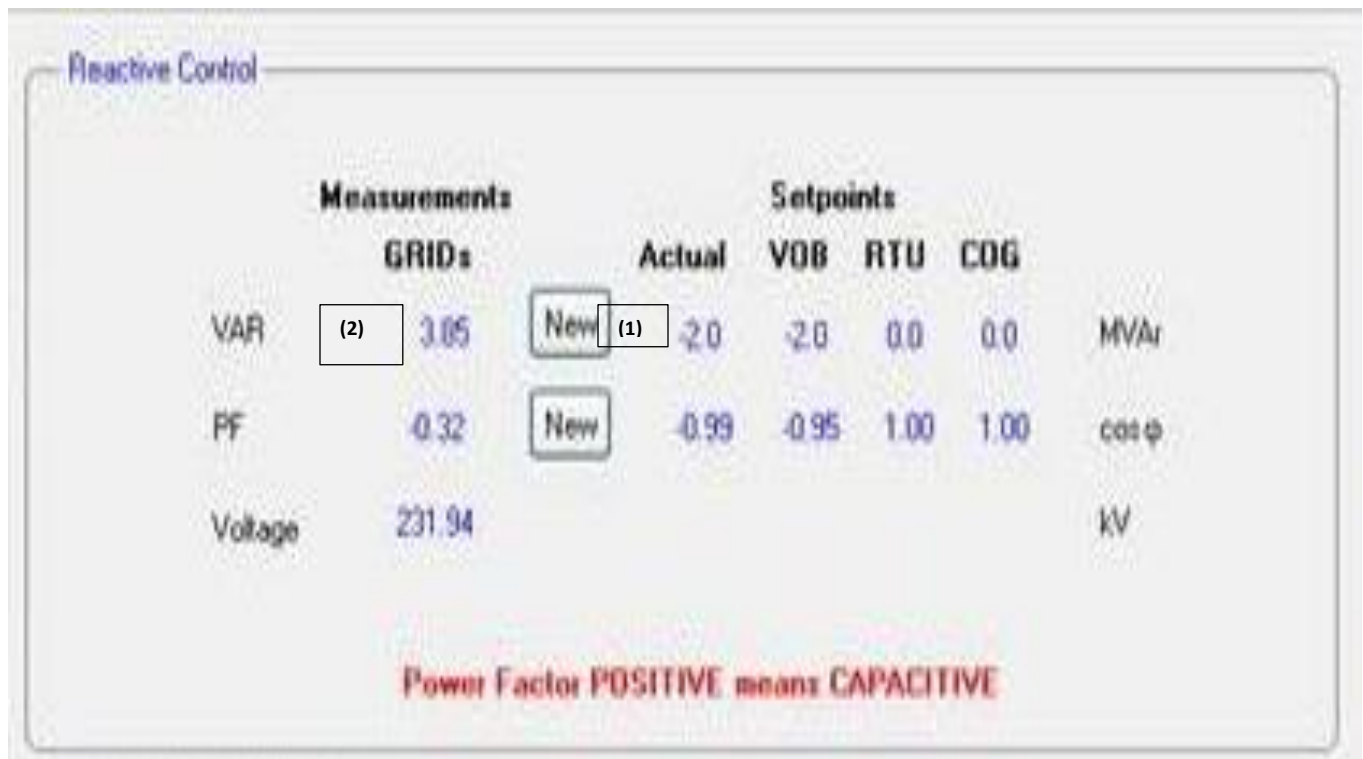 Reactive Control
Measurements Setpoints
GRIDs Actual VOB RTU COG
VAR (2) 3.85 New (1) -2.0 -2.0 0.0 0.0 MVAr
PF -0.32 New -0.99 -0.95 1.00 1.00 cos φ
Voltage 231.94 kV
Power Factor POSITIVE means CAPACITIVE